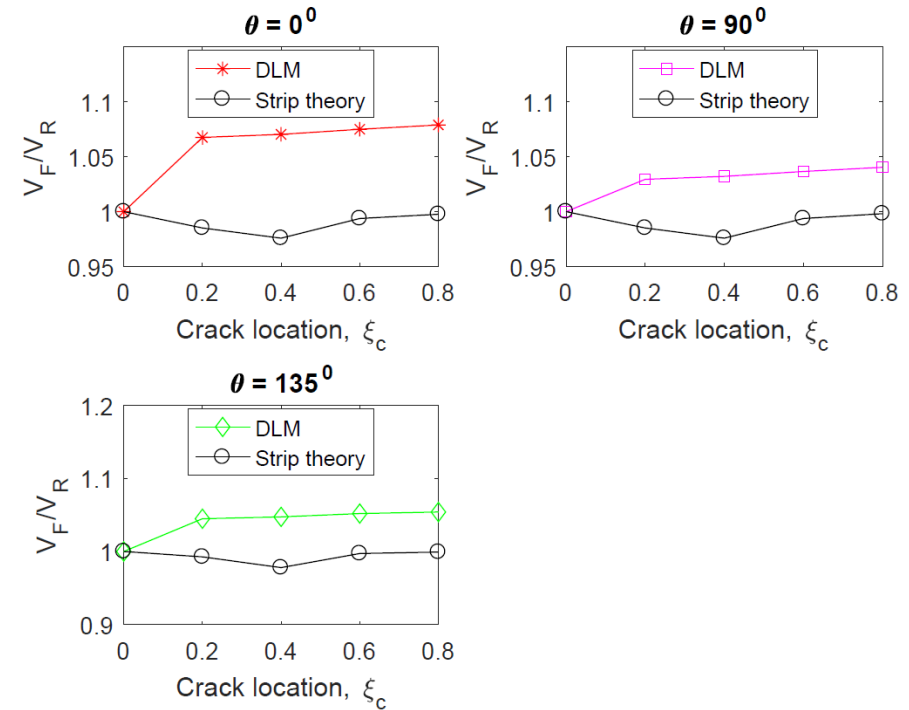 θ = 0⁰
DLM
Strip theory
1.1
1.05
1
0.95
V_F/V_R
0 0.2 0.4 0.6 0.8
Crack location, ξ_c
θ = 90⁰
DLM
Strip theory
1.1
1.05
1
0.95
V_F/V_R
0 0.2 0.4 0.6 0.8
Crack location, ξ_c
θ = 135⁰
DLM
Strip theory
1.2
1.1
1
0.9
V_F/V_R
0 0.2 0.4 0.6 0.8
Crack location, ξ_c